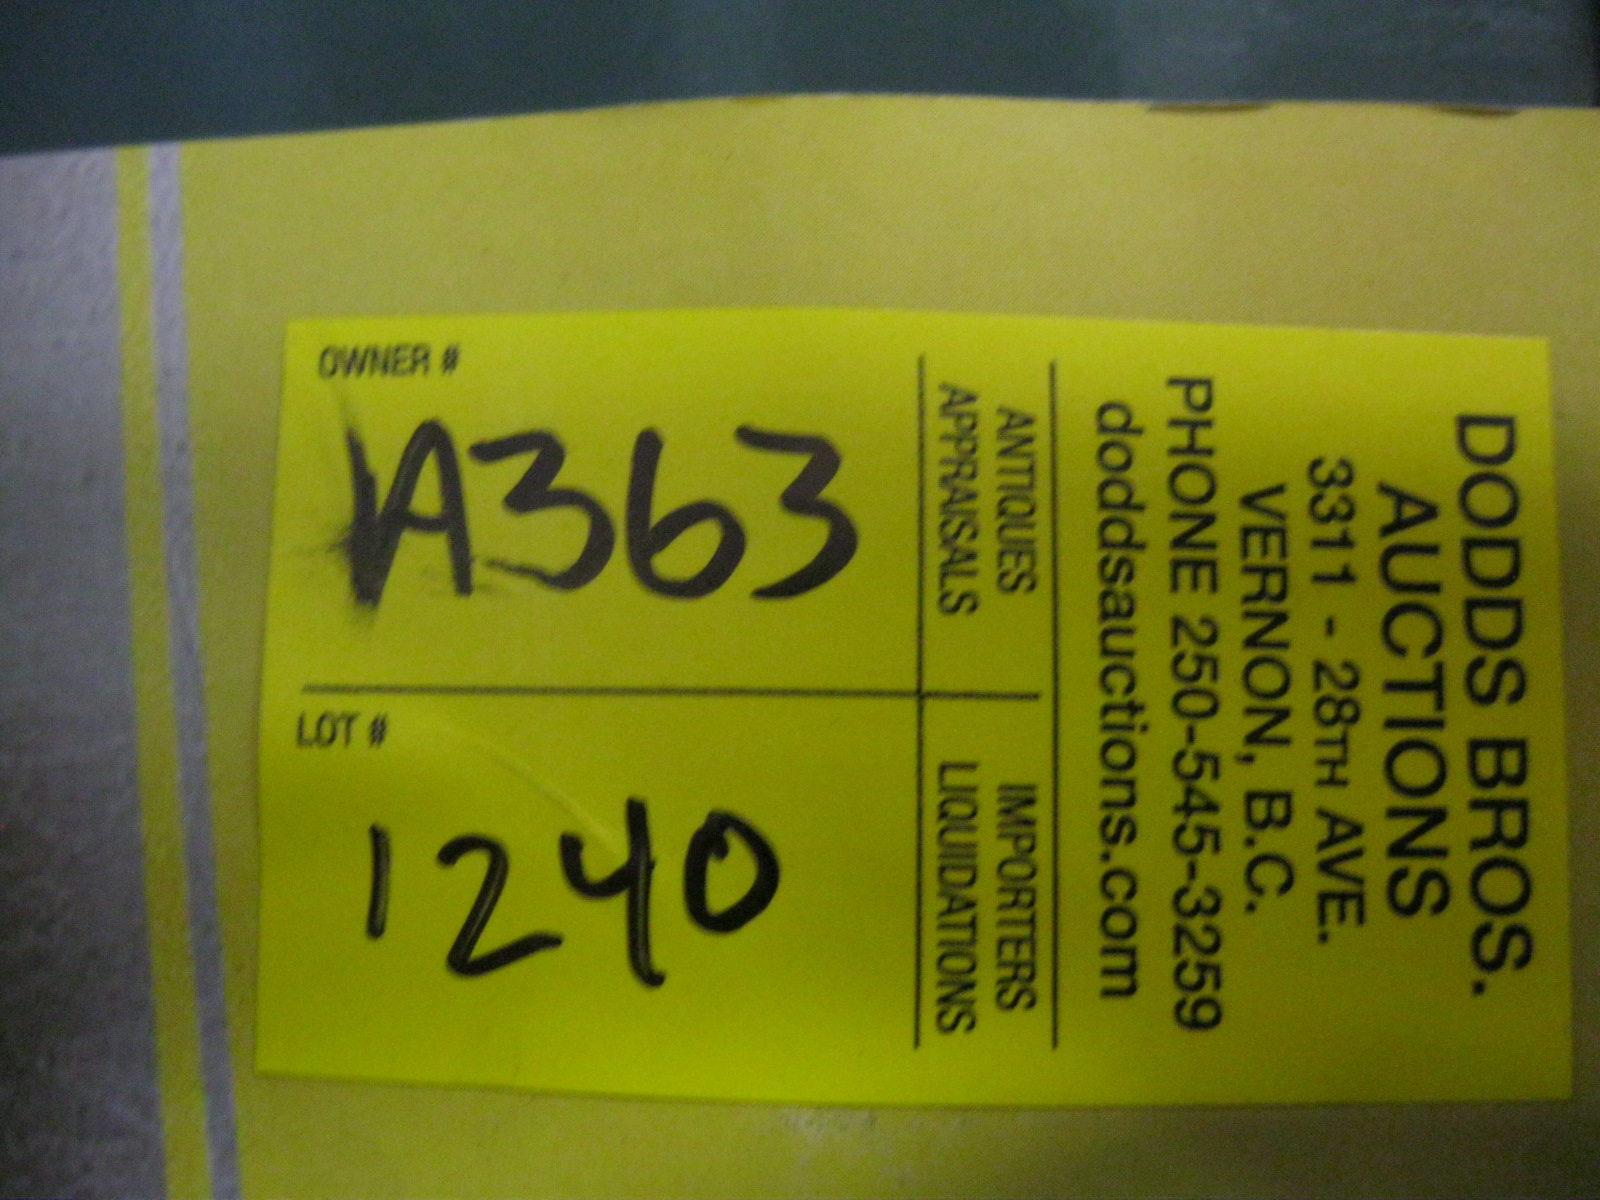 DODDS BROS.
AUCTIONS
3311 - 28TH AVE.
VERNON, B.C.
PHONE 250-545-3259
doddsauctions.com
ANTIQUES
APPRAISALS
IMPORTERS
LIQUIDATIONS
OWNER #
1A363
LOT #
1240